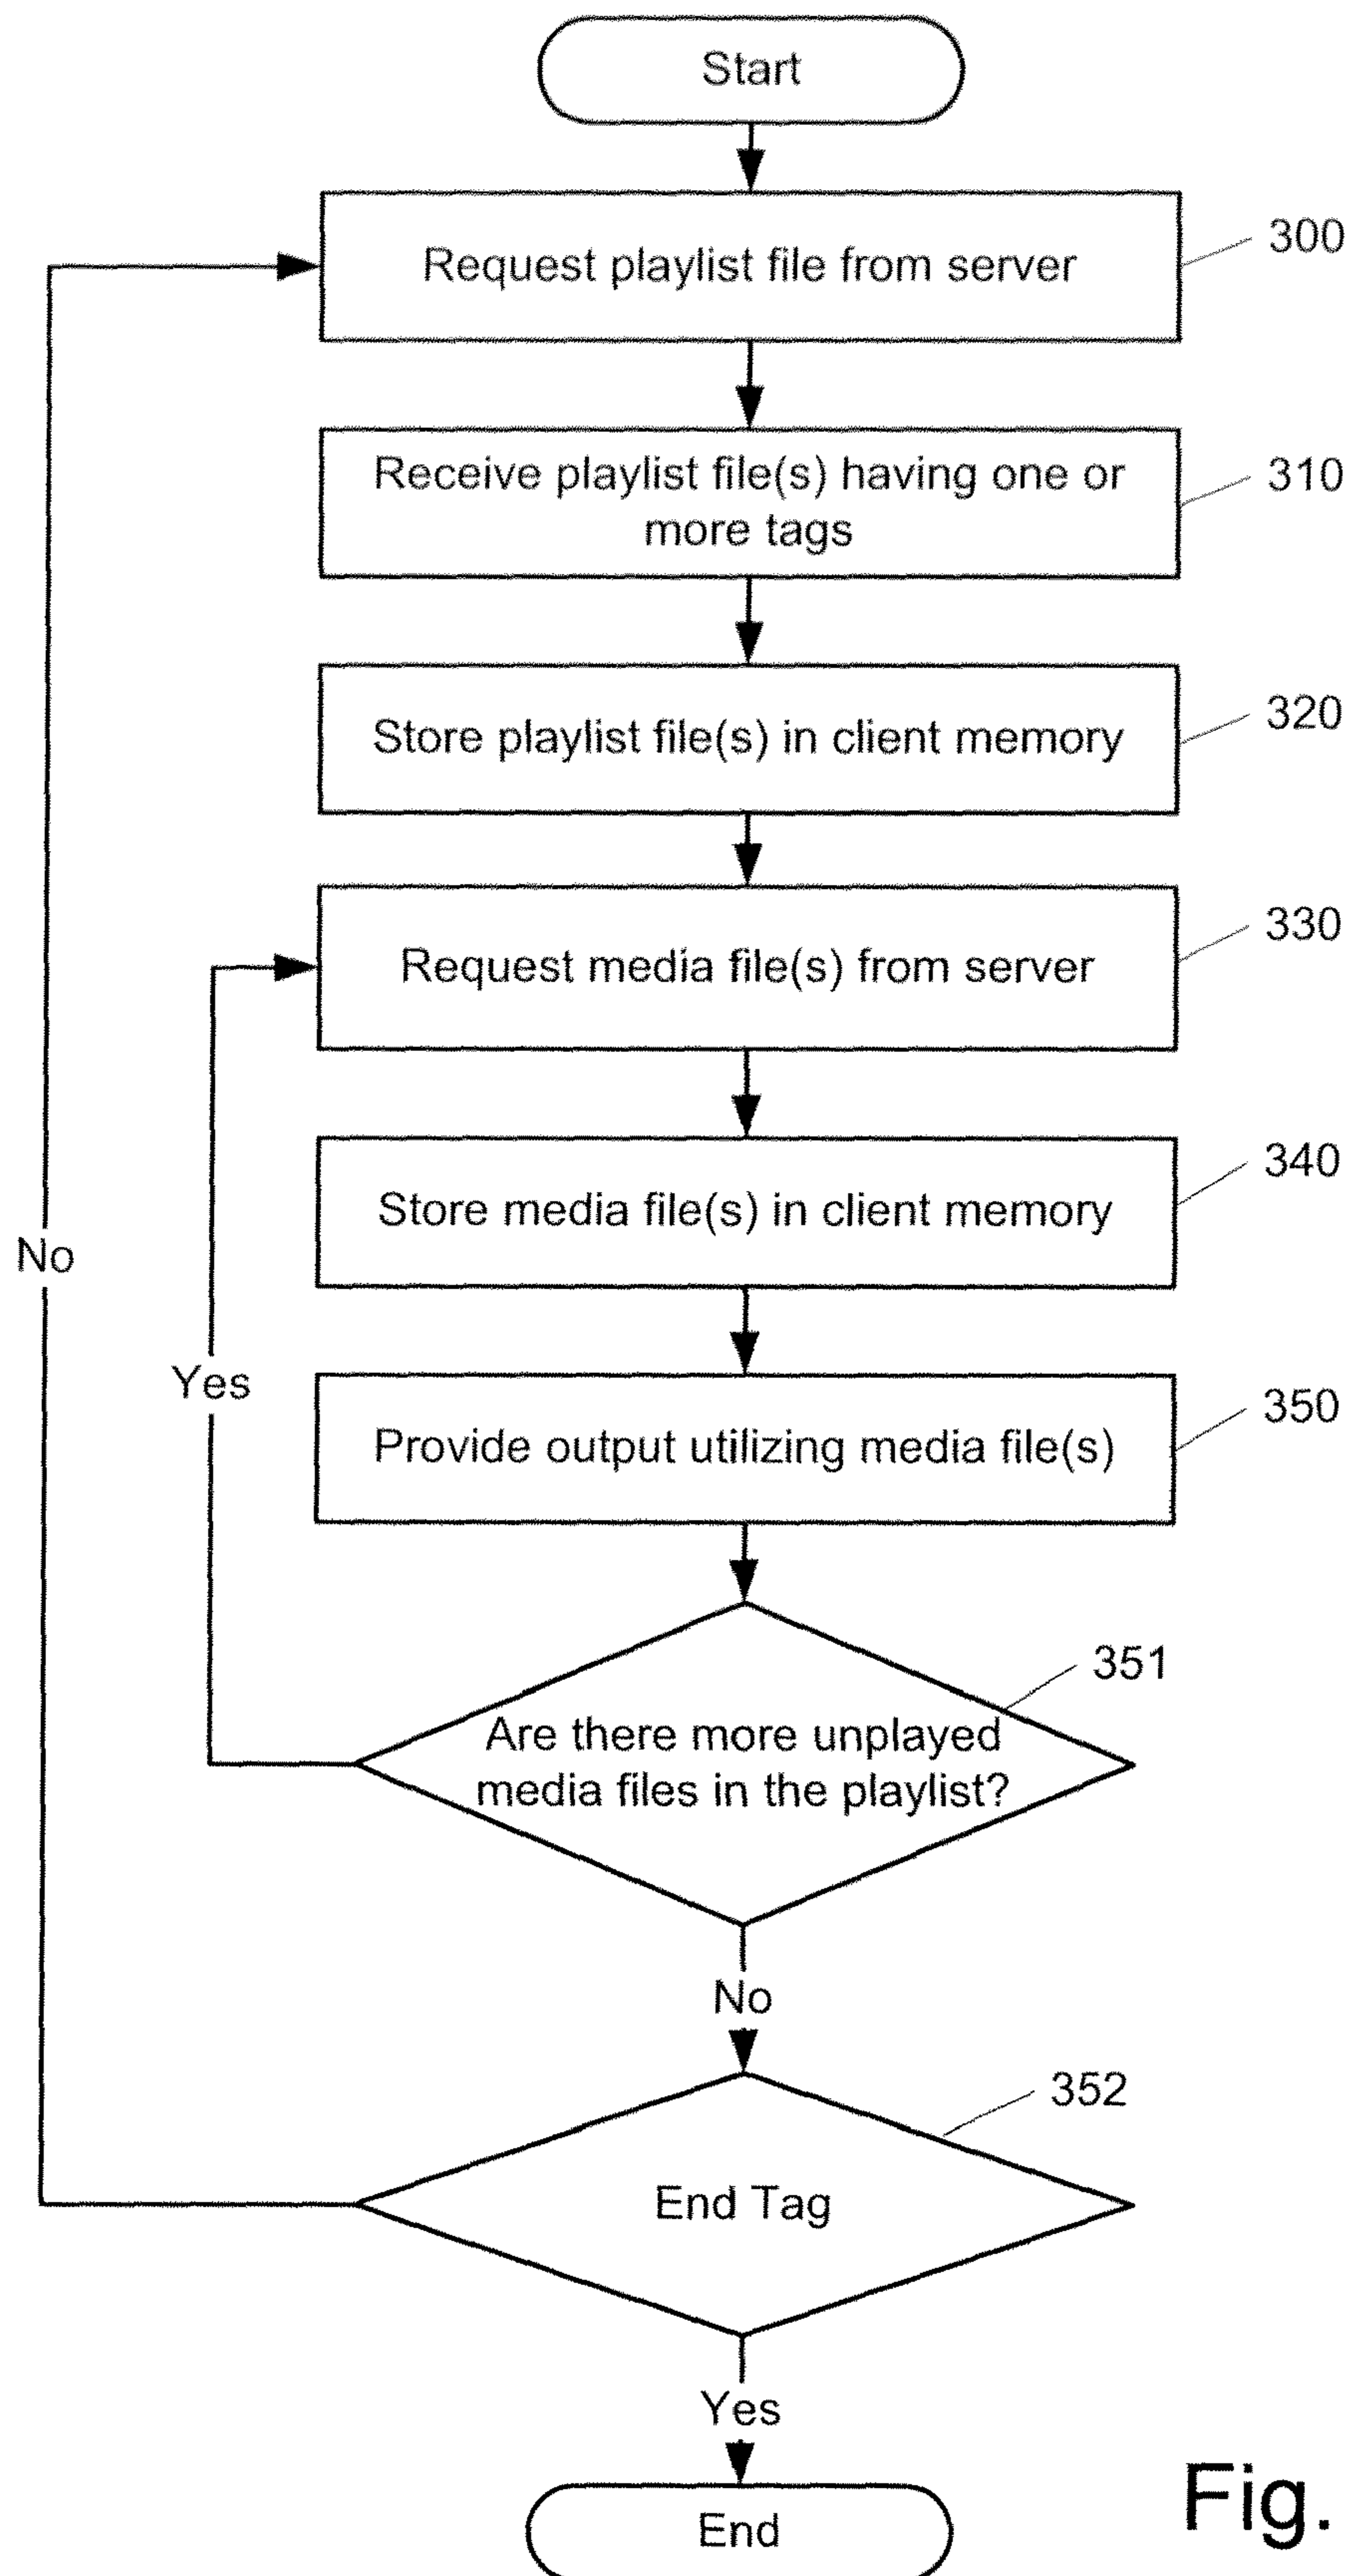 Start
Request playlist file from server
300
Receive playlist file(s) having one or
more tags
310
Store playlist file(s) in client memory
320
Request media file(s) from server
330
Store media file(s) in client memory
340
No
Yes
Provide output utilizing media file(s)
350
351
Are there more unplayed
media files in the playlist?
No
352
End Tag
Yes
End
Fig.